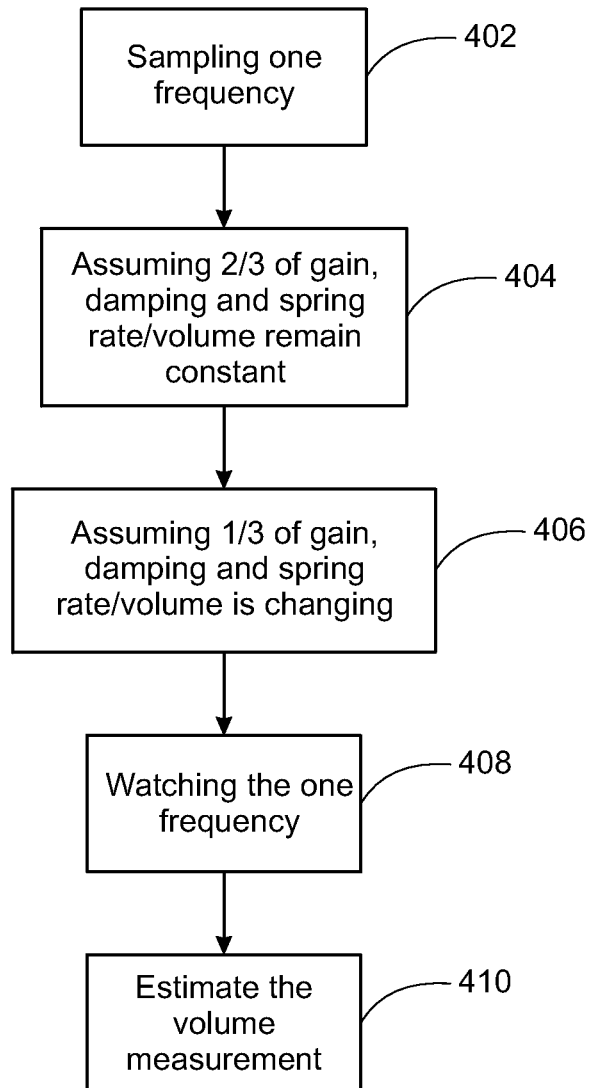 Sampling one
frequency
402
Assuming 2/3 of gain,
damping and spring
rate/volume remain
constant
404
Assuming 1/3 of gain,
damping and spring
rate/volume is changing
406
Watching the one
frequency
408
Estimate the
volume
measurement
410